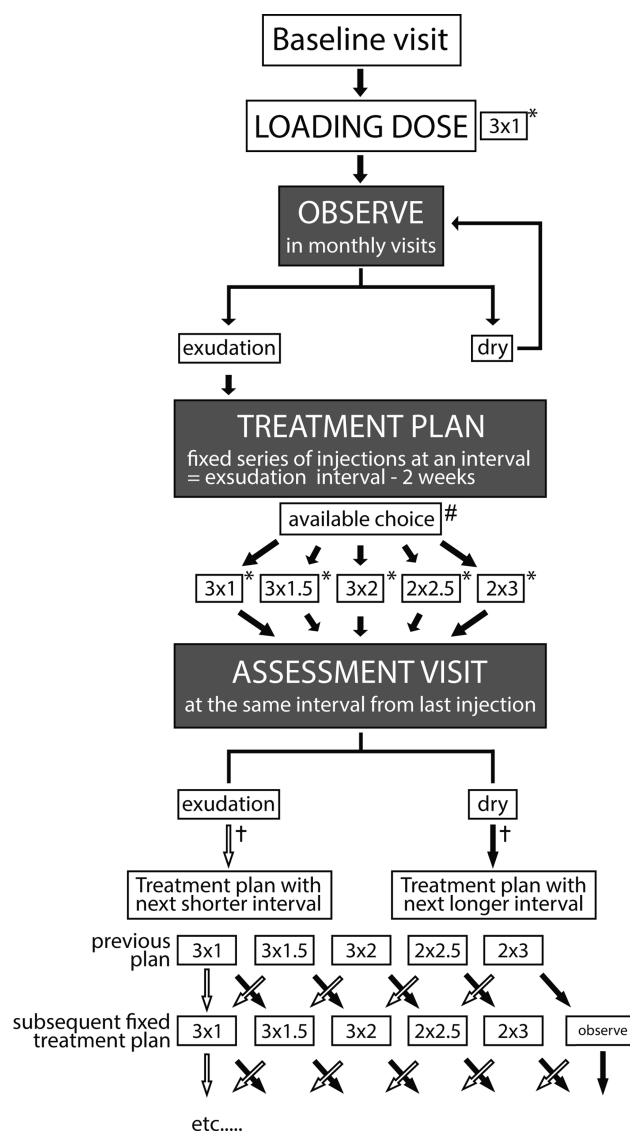 Baseline visit
LOADING DOSE 3x1*
OBSERVE
in monthly visits
exudation dry
TREATMENT PLAN
fixed series of injections at an interval
= exsudation interval - 2 weeks
available choice #
3x1* 3x1.5* 3x2* 2x2.5* 2x3*
ASSESSMENT VISIT
at the same interval from last injection
exudation dry
† †
Treatment plan with
next shorter interval
Treatment plan with
next longer interval
previous
plan
3x1 3x1.5 3x2 2x2.5 2x3
subsequent fixed
treatment plan
3x1 3x1.5 3x2 2x2.5 2x3 observe
etc.....